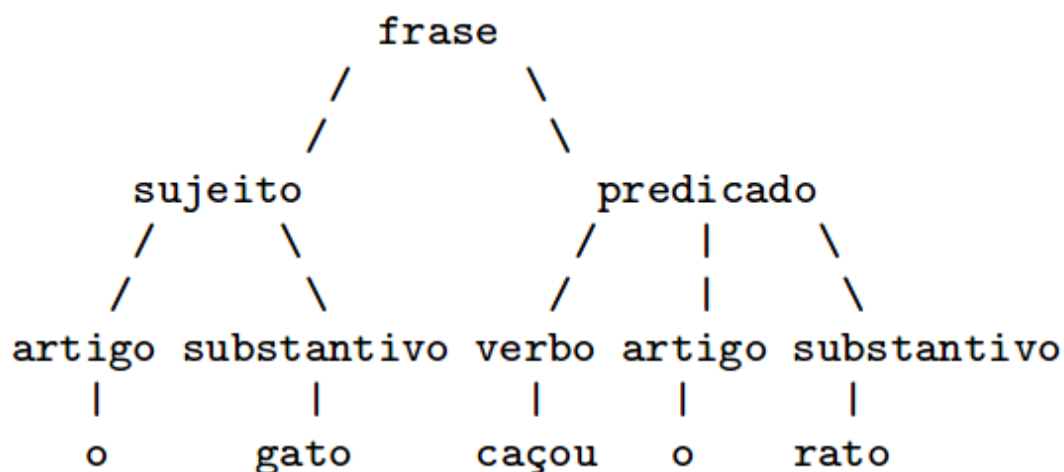 frase
/ \
/ \
sujeito predicado
/ \ / | \
/ \ / | \
artigo substantivo verbo artigo substantivo
| | | | |
o gato caçou o rato